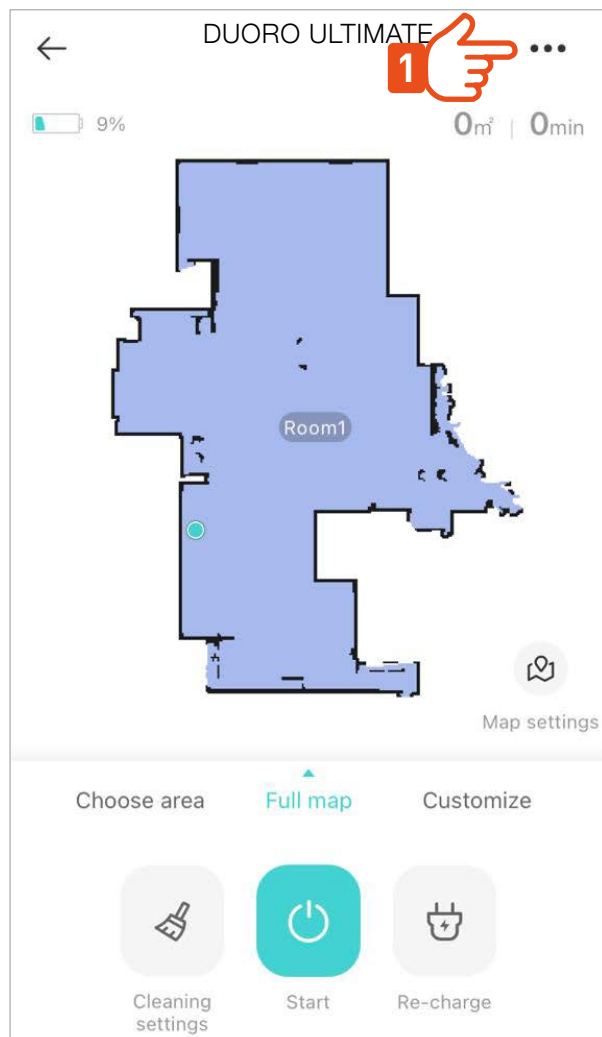 DUORO ULTIMATE
1
9%
0㎡ | 0min
Room1
Map settings
Choose area
Full map
Customize
Cleaning
settings
Start
Re-charge